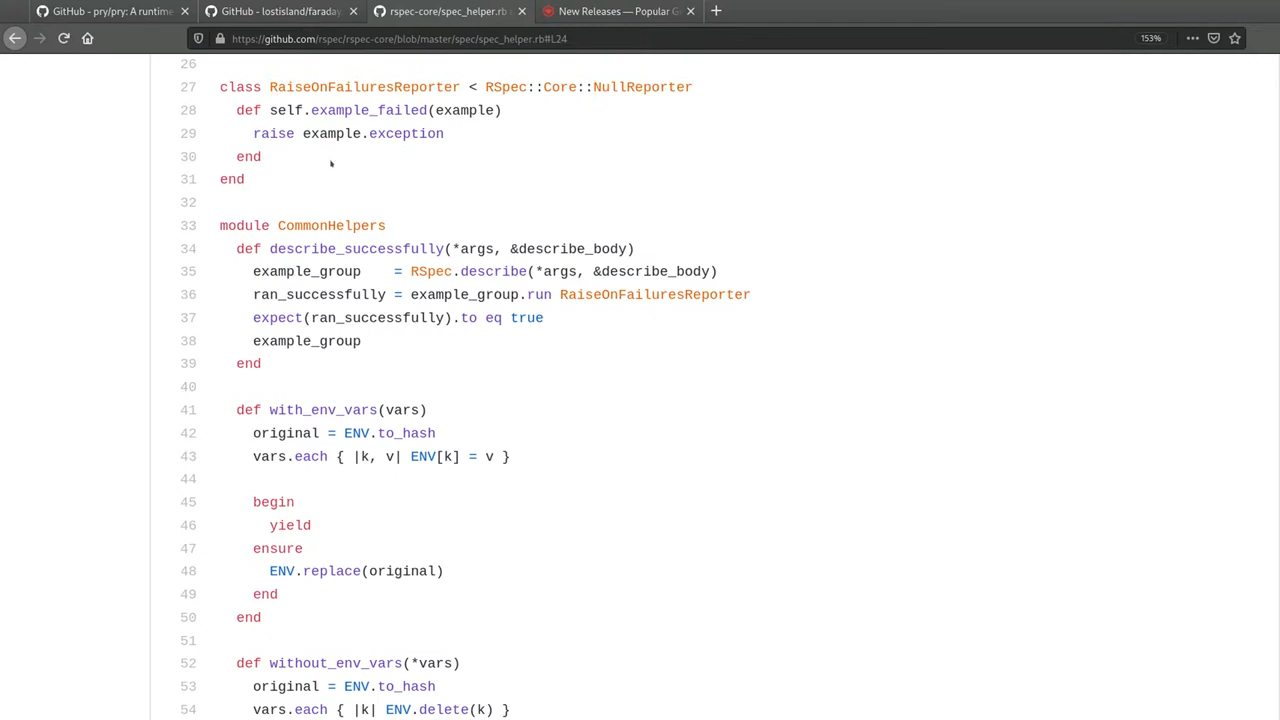 GitHub - pry/pry: A runtime
GitHub - lostisland/faraday
rspec-core/spec_helper.rb
New Releases — Popular G
https://github.com/rspec/rspec-core/blob/master/spec/spec_helper.rb#L24
153%
26
27 class RaiseOnFailuresReporter < RSpec::Core::NullReporter
28 def self.example_failed(example)
29 raise example.exception
30 end
31 end
32
33 module CommonHelpers
34 def describe_successfully(*args, &describe_body)
35 example_group    = RSpec.describe(*args, &describe_body)
36 ran_successfully = example_group.run RaiseOnFailuresReporter
37 expect(ran_successfully).to eq true
38 example_group
39 end
40
41 def with_env_vars(vars)
42 original = ENV.to_hash
43 vars.each { |k, v| ENV[k] = v }
44
45 begin
46 yield
47 ensure
48 ENV.replace(original)
49 end
50 end
51
52 def without_env_vars(*vars)
53 original = ENV.to_hash
54 vars.each { |k| ENV.delete(k) }